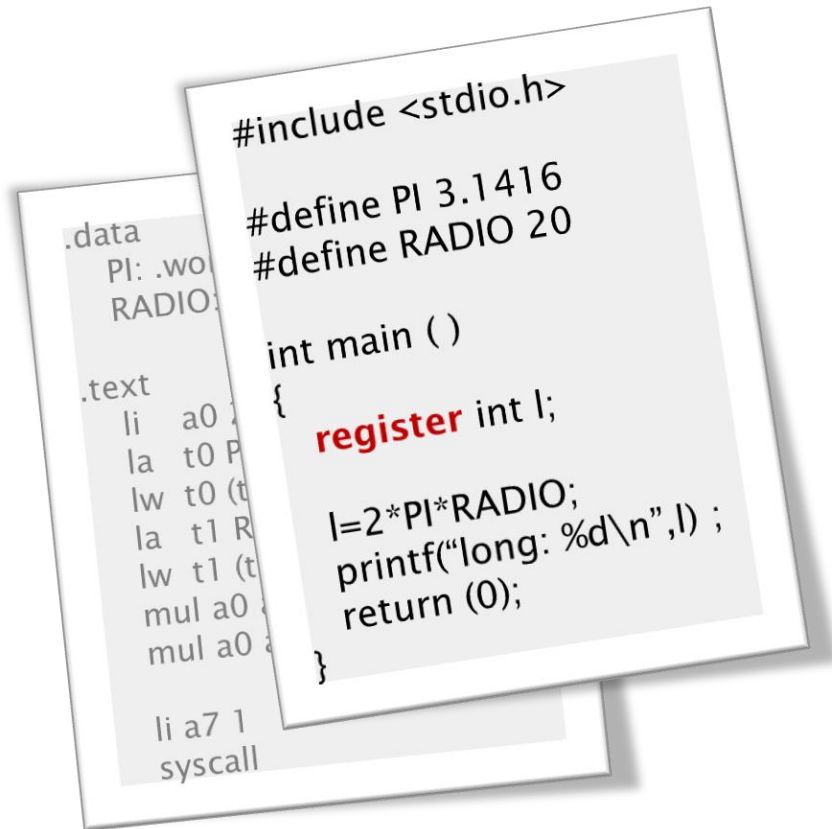 #include <stdio.h>
#define PI 3.1416
#define RADIO 20
int main ( )
{
register int l;
l=2*PI*RADIO;
printf(“long: %d\n”,l) ;
return (0);
}
.data
PI:
RADIO:
.text
li a0
la t0
lw t0
la t1
lw t1
mul a0
mul a0
li a7 1
syscall